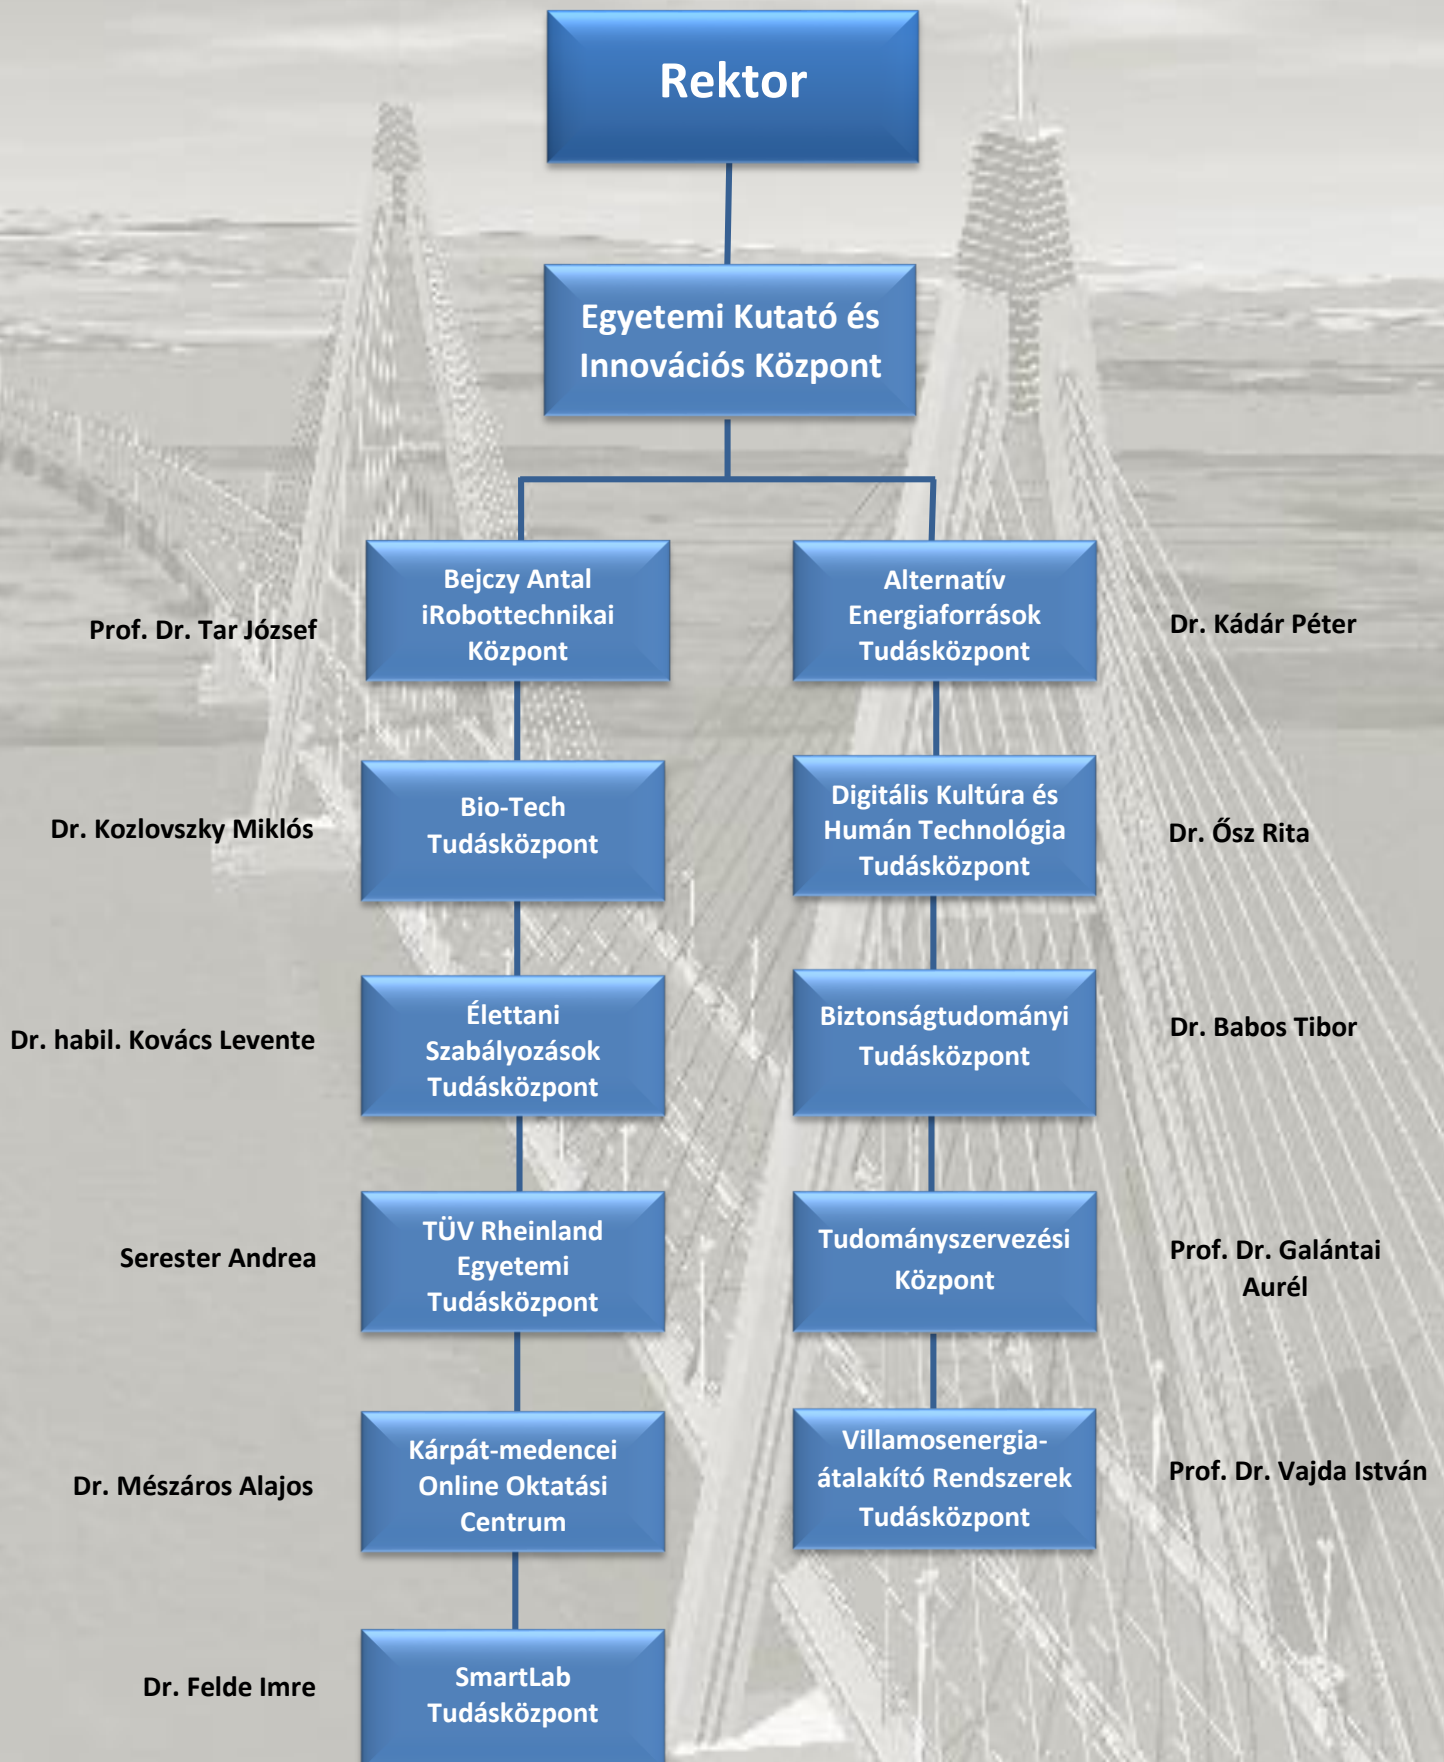 Rektor
Egyetemi Kutató és
Innovációs Központ
Prof. Dr. Tar József
Bejczy Antal
iRobottechnikai
Központ
Alternatív
Energiaforrások
Tudásközpont
Dr. Kádár Péter
Dr. Kozlovszky Miklós
Bio-Tech
Tudásközpont
Digitális Kultúra és
Humán Technológia
Tudásközpont
Dr. Ősz Rita
Dr. habil. Kovács Levente
Élettani
Szabályozások
Tudásközpont
Biztonságtudományi
Tudásközpont
Dr. Babos Tibor
Serester Andrea
TÜV Rheinland
Egyetemi
Tudásközpont
Tudományszervezési
Központ
Prof. Dr. Galántai
Aurél
Dr. Mészáros Alajos
Kárpát-medencei
Online Oktatási
Centrum
Villamosenergia-
átalakító Rendszerek
Tudásközpont
Prof. Dr. Vajda István
Dr. Felde Imre
SmartLab
Tudásközpont